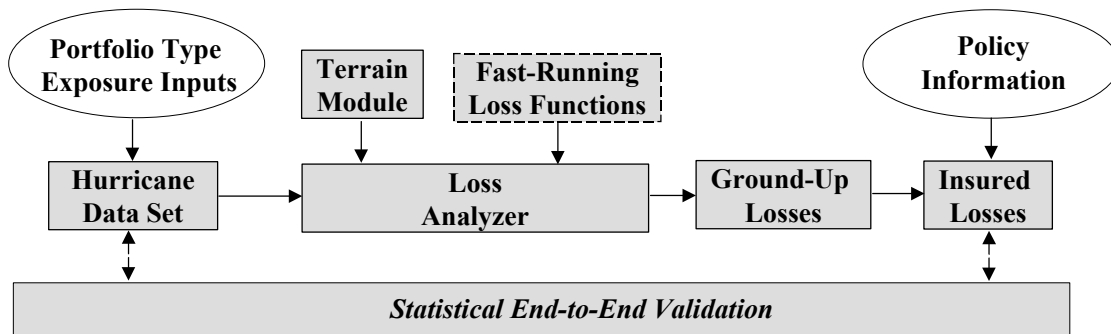 Portfolio Type
Exposure Inputs
Terrain
Module
Fast-Running
Loss Functions
Policy
Information
Hurricane
Data Set
Loss
Analyzer
Ground-Up
Losses
Insured
Losses
Statistical End-to-End Validation